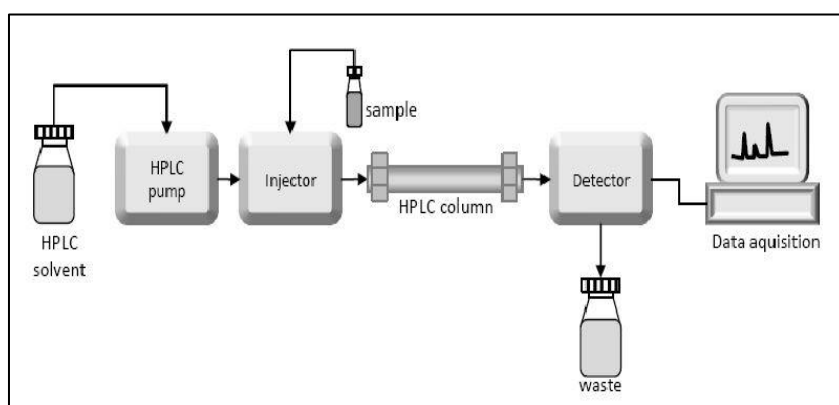 HPLC
solvent
HPLC
pump
Injector
sample
HPLC column
Detector
waste
Data aquisition